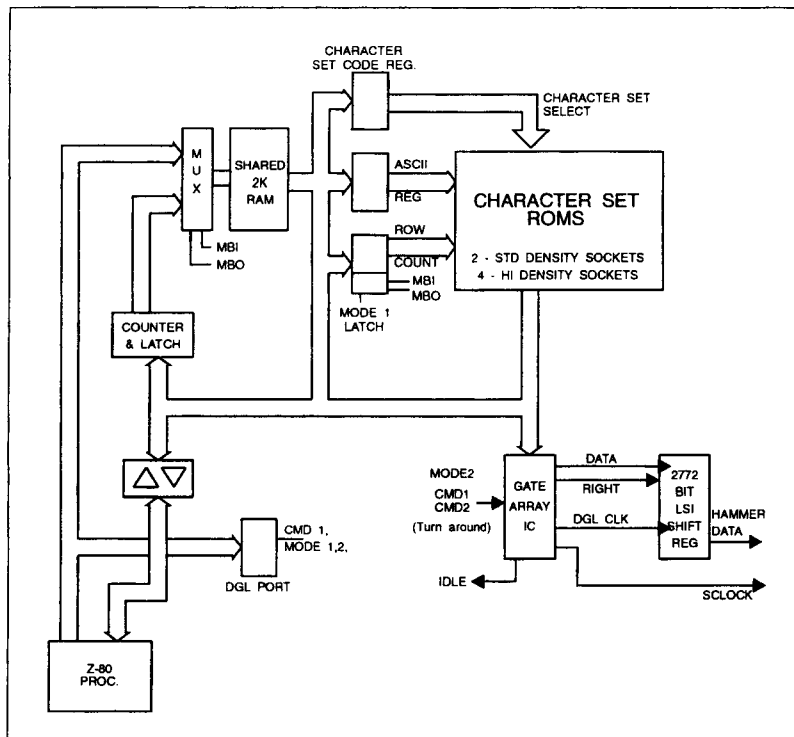 CHARACTER
SET CODE REG.
CHARACTER SET
SELECT
M
U
X
SHARED
2K
RAM
ASCII
REG
CHARACTER SET
ROMS
2 - STD DENSITY SOCKETS
4 - HI DENSITY SOCKETS
ROW
COUNT
MBI
MBO
MBI
MBO
MODE 1
LATCH
COUNTER
& LATCH
MODE2
CMD1
CMD2
(Turn around)
GATE
ARRAY
IC
DATA
RIGHT
DGL CLK
2772
BIT
LSI
SHIFT
REG
HAMMER
DATA
IDLE
SCLOCK
CMD 1,
MODE 1,2,
DGL PORT
Z-80
PROC.